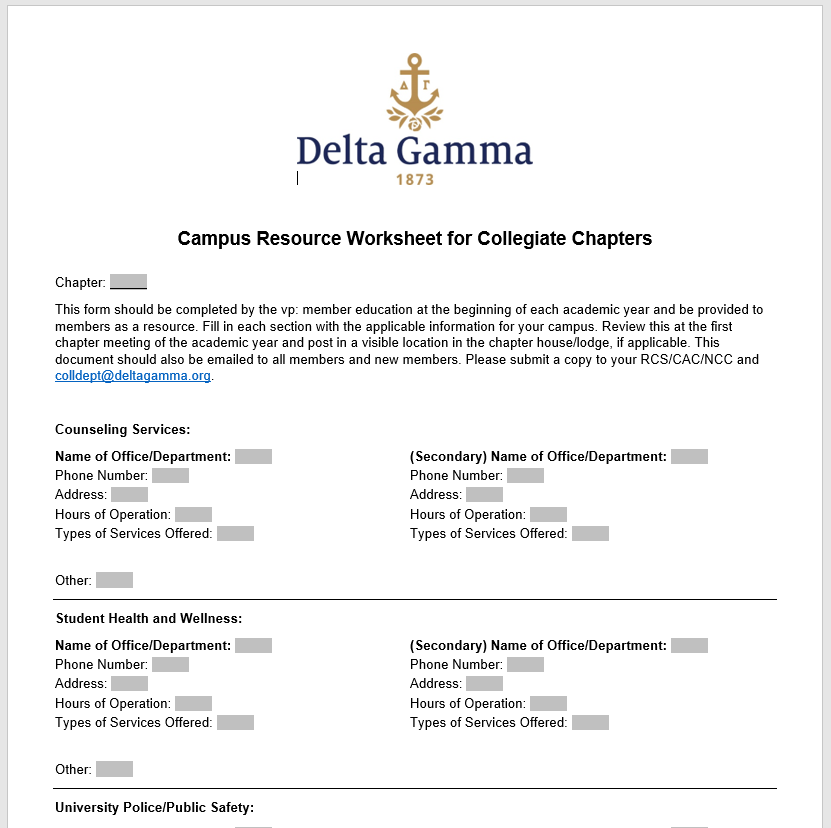 Δ Γ
Delta Gamma
1873
Campus Resource Worksheet for Collegiate Chapters
Chapter:
This form should be completed by the vp: member education at the beginning of each academic year and be provided to
members as a resource. Fill in each section with the applicable information for your campus. Review this at the first
chapter meeting of the academic year and post in a visible location in the chapter house/lodge, if applicable. This
document should also be emailed to all members and new members. Please submit a copy to your RCS/CAC/NCC and
colldept@deltagamma.org.
Counseling Services:
Name of Office/Department: (Secondary) Name of Office/Department:
Phone Number: Phone Number:
Address: Address:
Hours of Operation: Hours of Operation:
Types of Services Offered: Types of Services Offered:
Other:
Student Health and Wellness:
Name of Office/Department: (Secondary) Name of Office/Department:
Phone Number: Phone Number:
Address: Address:
Hours of Operation: Hours of Operation:
Types of Services Offered: Types of Services Offered:
Other:
University Police/Public Safety: